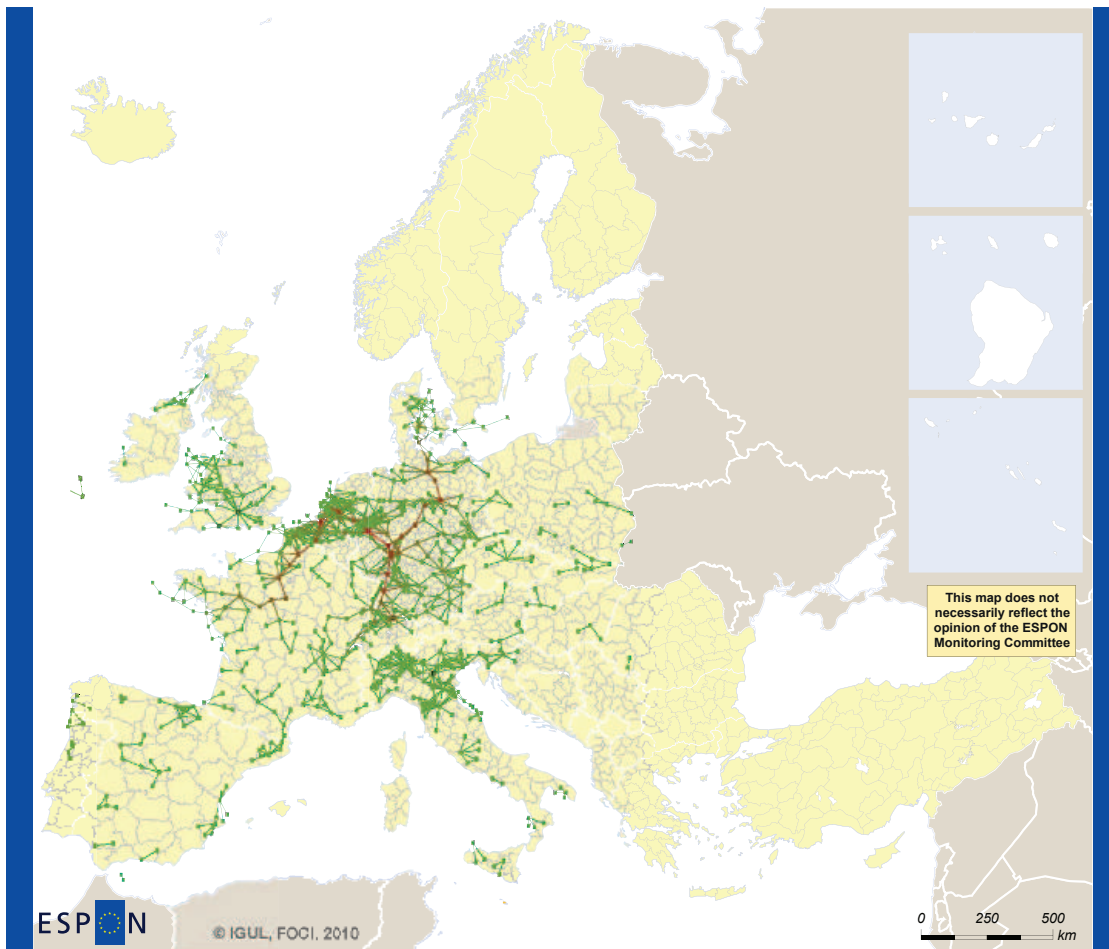 This map does not
necessarily reflect the
opinion of the ESPON
Monitoring Committee
ESPON
© IGUL, FOCI, 2010
0 250 500
km